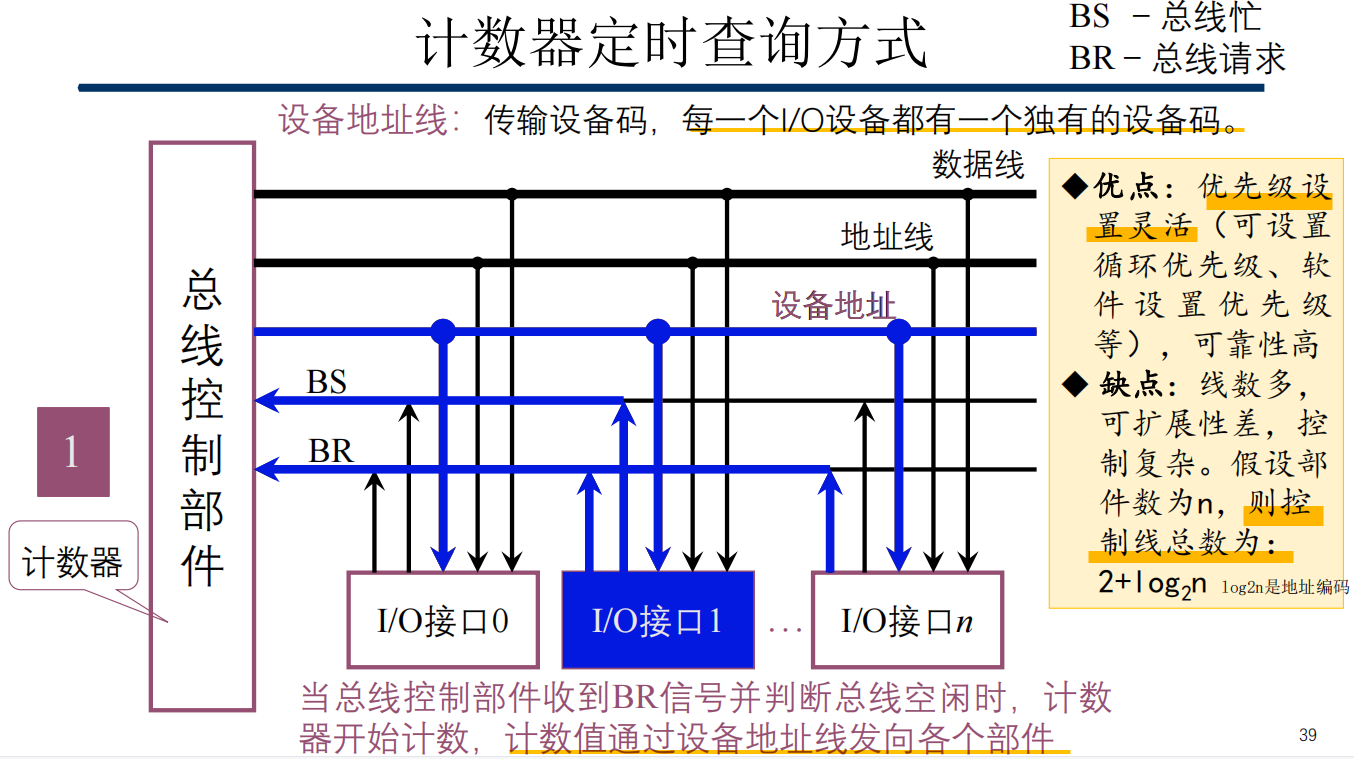 计数器定时查询方式
BS －总线忙
BR－总线请求
设备地址线：传输设备码，每一个I/O设备都有一个独有的设备码。
数据线
地址线
设备地址
BS
BR
总线控制部件
1
计数器
I/O接口0
I/O接口1
…
I/O接口n
◆优点：优先级设
置灵活（可设置
循环优先级、软
件设置优先级
等），可靠性高
◆缺点：线数多，
可扩展性差，控
制复杂。假设部
件数为n，则控
制线总数为：
2+log₂n log2n是地址编码
当总线控制部件收到BR信号并判断总线空闲时，计数
器开始计数，计数值通过设备地址线发向各个部件
39